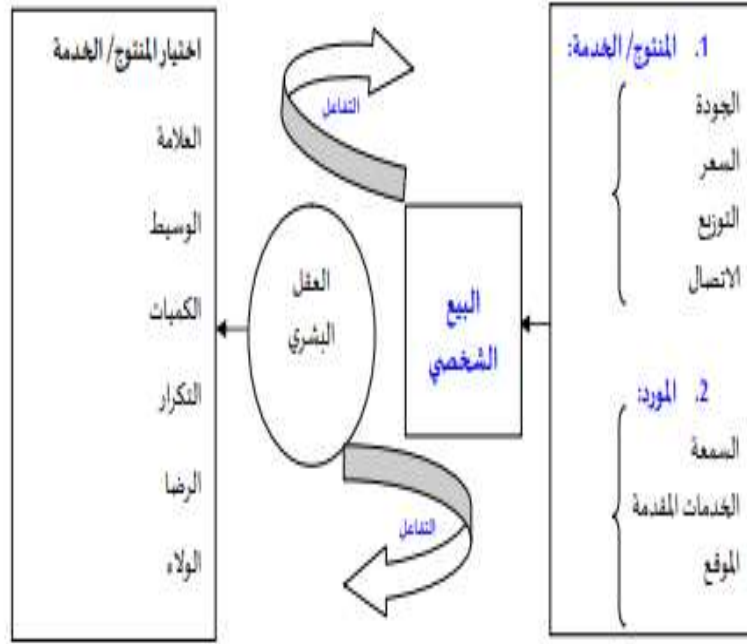 1. المنتوج/ الخدمة:
الجودة
السعر
التوزيع
الاتصال
2. المورد:
السمعة
الخدمات المقدمة
الموقع
البيع
الشخصي
التفاعل
التفاعل
العقل
البشري
اختيار المنتوج/ الخدمة
العلامة
الوسيط
الكميات
التكرار
الرضا
الولاء